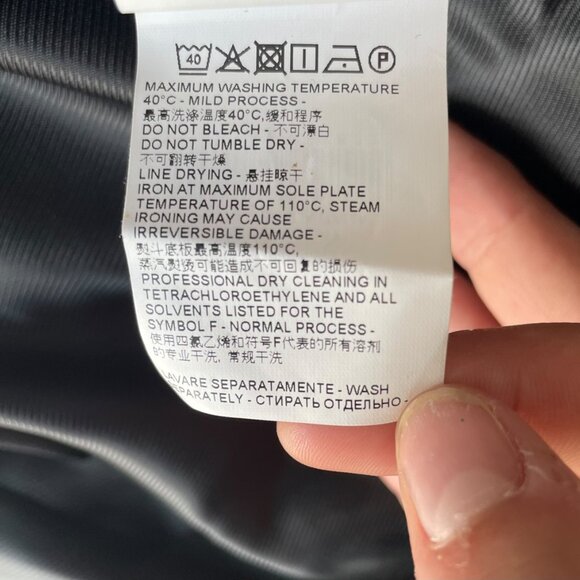 40 P
MAXIMUM WASHING TEMPERATURE
40°C - MILD PROCESS -
最高洗涤温度40°C,缓和程序
DO NOT BLEACH - 不可漂白
DO NOT TUMBLE DRY -
不可翻转干燥
LINE DRYING - 悬挂晾干
IRON AT MAXIMUM SOLE PLATE
TEMPERATURE OF 110°C, STEAM
IRONING MAY CAUSE
IRREVERSIBLE DAMAGE -
熨斗底板最高温度110°C,
蒸汽熨烫可能造成不可回复的损伤
PROFESSIONAL DRY CLEANING IN
TETRACHLOROETHYLENE AND ALL
SOLVENTS LISTED FOR THE
SYMBOL F - NORMAL PROCESS -
使用四氯乙烯和符号F代表的所有溶剂
的专业干洗, 常规干洗
LAVARE SEPARATAMENTE - WASH
SEPARATELY - СТИРАТЬ ОТДЕЛЬНО -